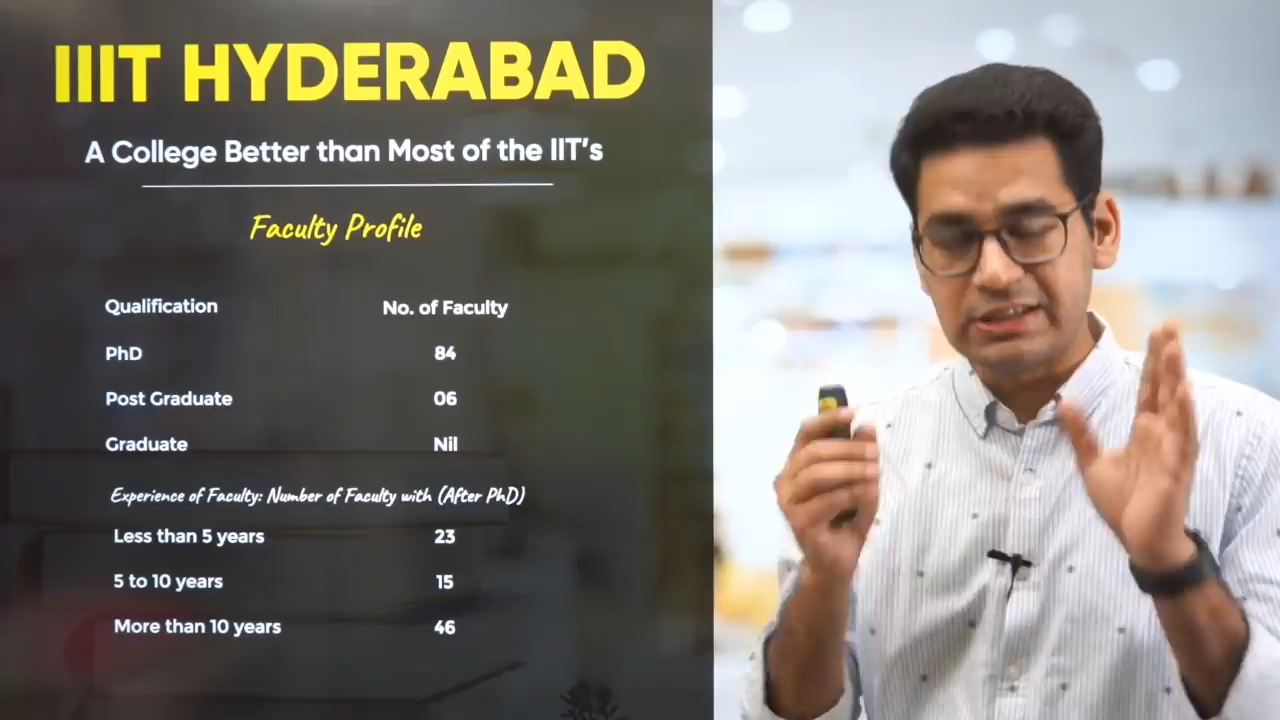 IIIT HYDERABAD
A College Better than Most of the IIT's
Faculty Profile
Qualification No. of Faculty
PhD 84
Post Graduate 06
Graduate Nil
Experience of Faculty: Number of Faculty with (After PhD)
Less than 5 years 23
5 to 10 years 15
More than 10 years 46